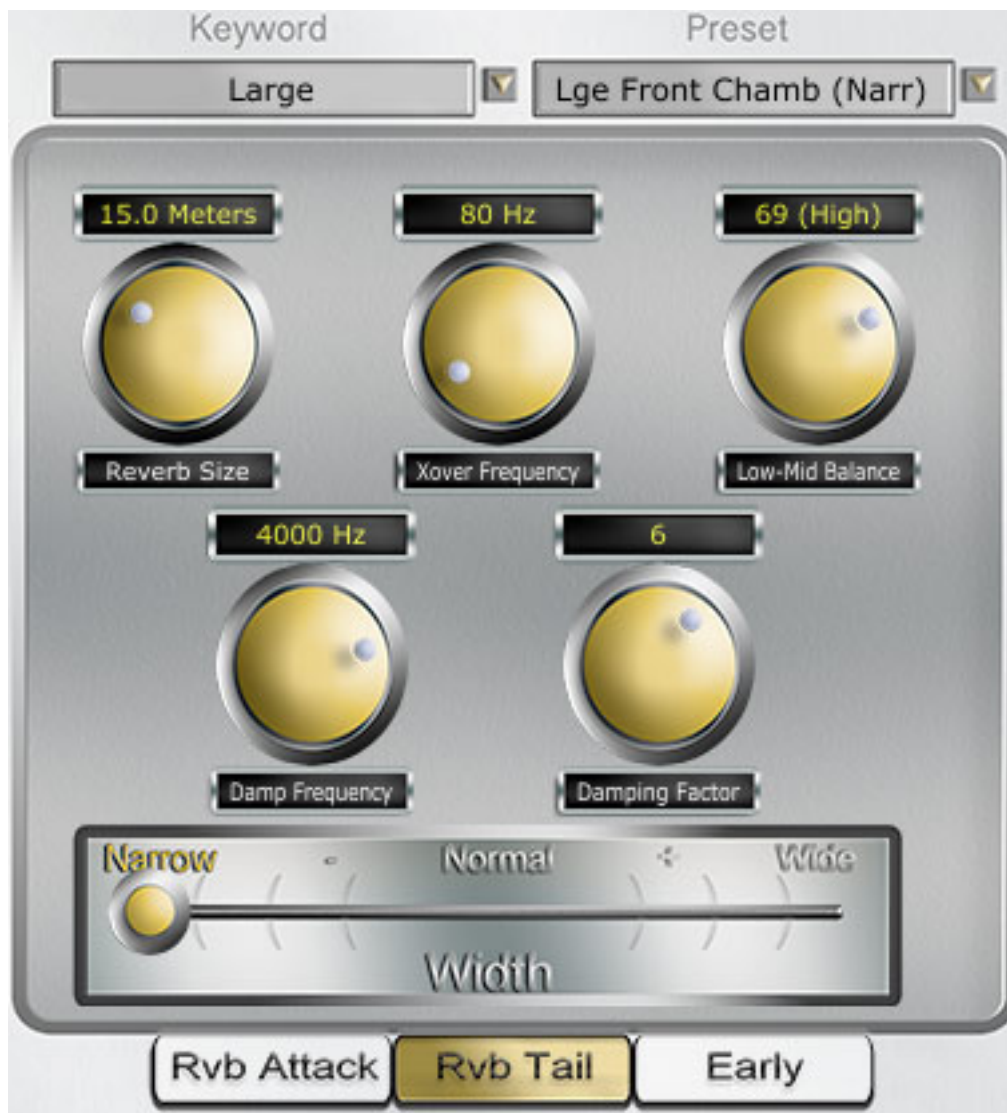 Keyword Preset
Large Lge Front Chamb (Narr)
15.0 Meters 80 Hz 69 (High)
Reverb Size Xover Frequency Low-Mid Balance
4000 Hz 6
Damp Frequency Damping Factor
Narrow - Normal + Wide
Width
Rvb Attack Rvb Tail Early